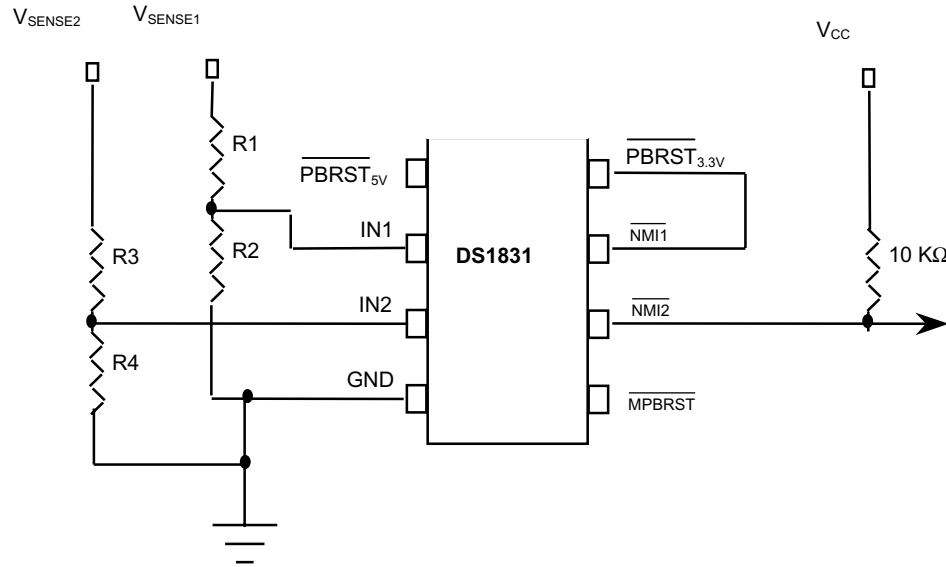 VSENSE2
VSENSE1
VCC
R1
PBRST5V
PBRST3.3V
IN1
DS1831
NMI1
R2
R3
10 KΩ
IN2
NMI2
R4
GND
MPBRST